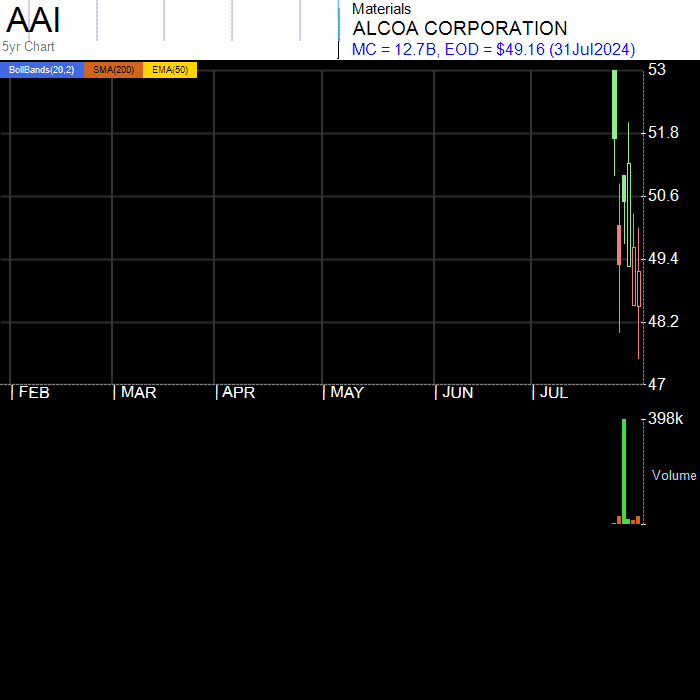 AAI
5yr Chart
Materials
ALCOA CORPORATION
MC = 12.7B, EOD = $49.16 (31Jul2024)
BollBands(20,2) SMA(200) EMA(50)
53
51.8
50.6
49.4
48.2
47
| FEB | MAR | APR | MAY | JUN | JUL
398k
Volume